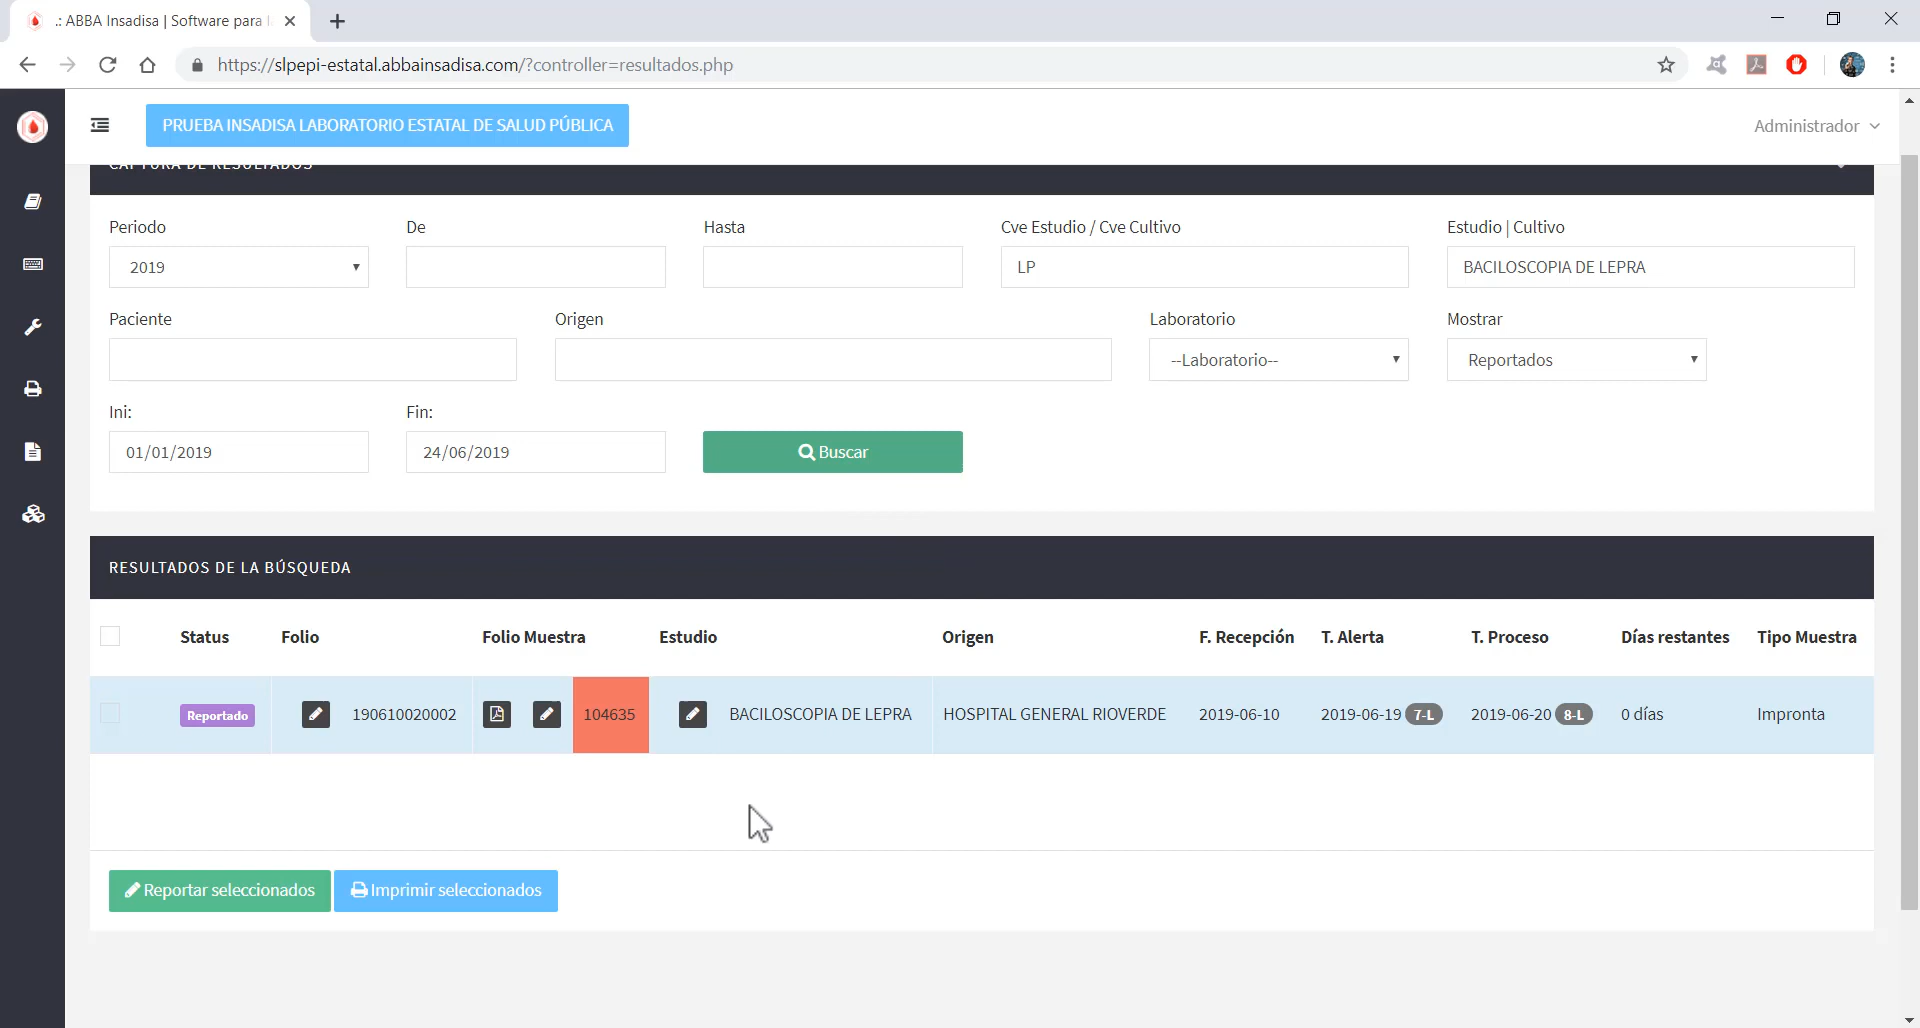 .: ABBA Insadisa | Software para l
https://slpepi-estatal.abbainsadisa.com/?controller=resultados.php
PRUEBA INSADISA LABORATORIO ESTATAL DE SALUD PÚBLICA
Administrador
CAPTURA DE RESULTADOS
Periodo De Hasta Cve Estudio / Cve Cultivo Estudio | Cultivo
2019 LP BACILOSCOPIA DE LEPRA
Paciente Origen Laboratorio Mostrar
--Laboratorio-- Reportados
Ini: Fin:
01/01/2019 24/06/2019 Buscar
RESULTADOS DE LA BÚSQUEDA
Status Folio Folio Muestra Estudio Origen F. Recepción T. Alerta T. Proceso Días restantes Tipo Muestra
Reportado 190610020002 104635 BACILOSCOPIA DE LEPRA HOSPITAL GENERAL RIOVERDE 2019-06-10 2019-06-19 7-L 2019-06-20 8-L 0 días Impronta
Reportar seleccionados Imprimir seleccionados